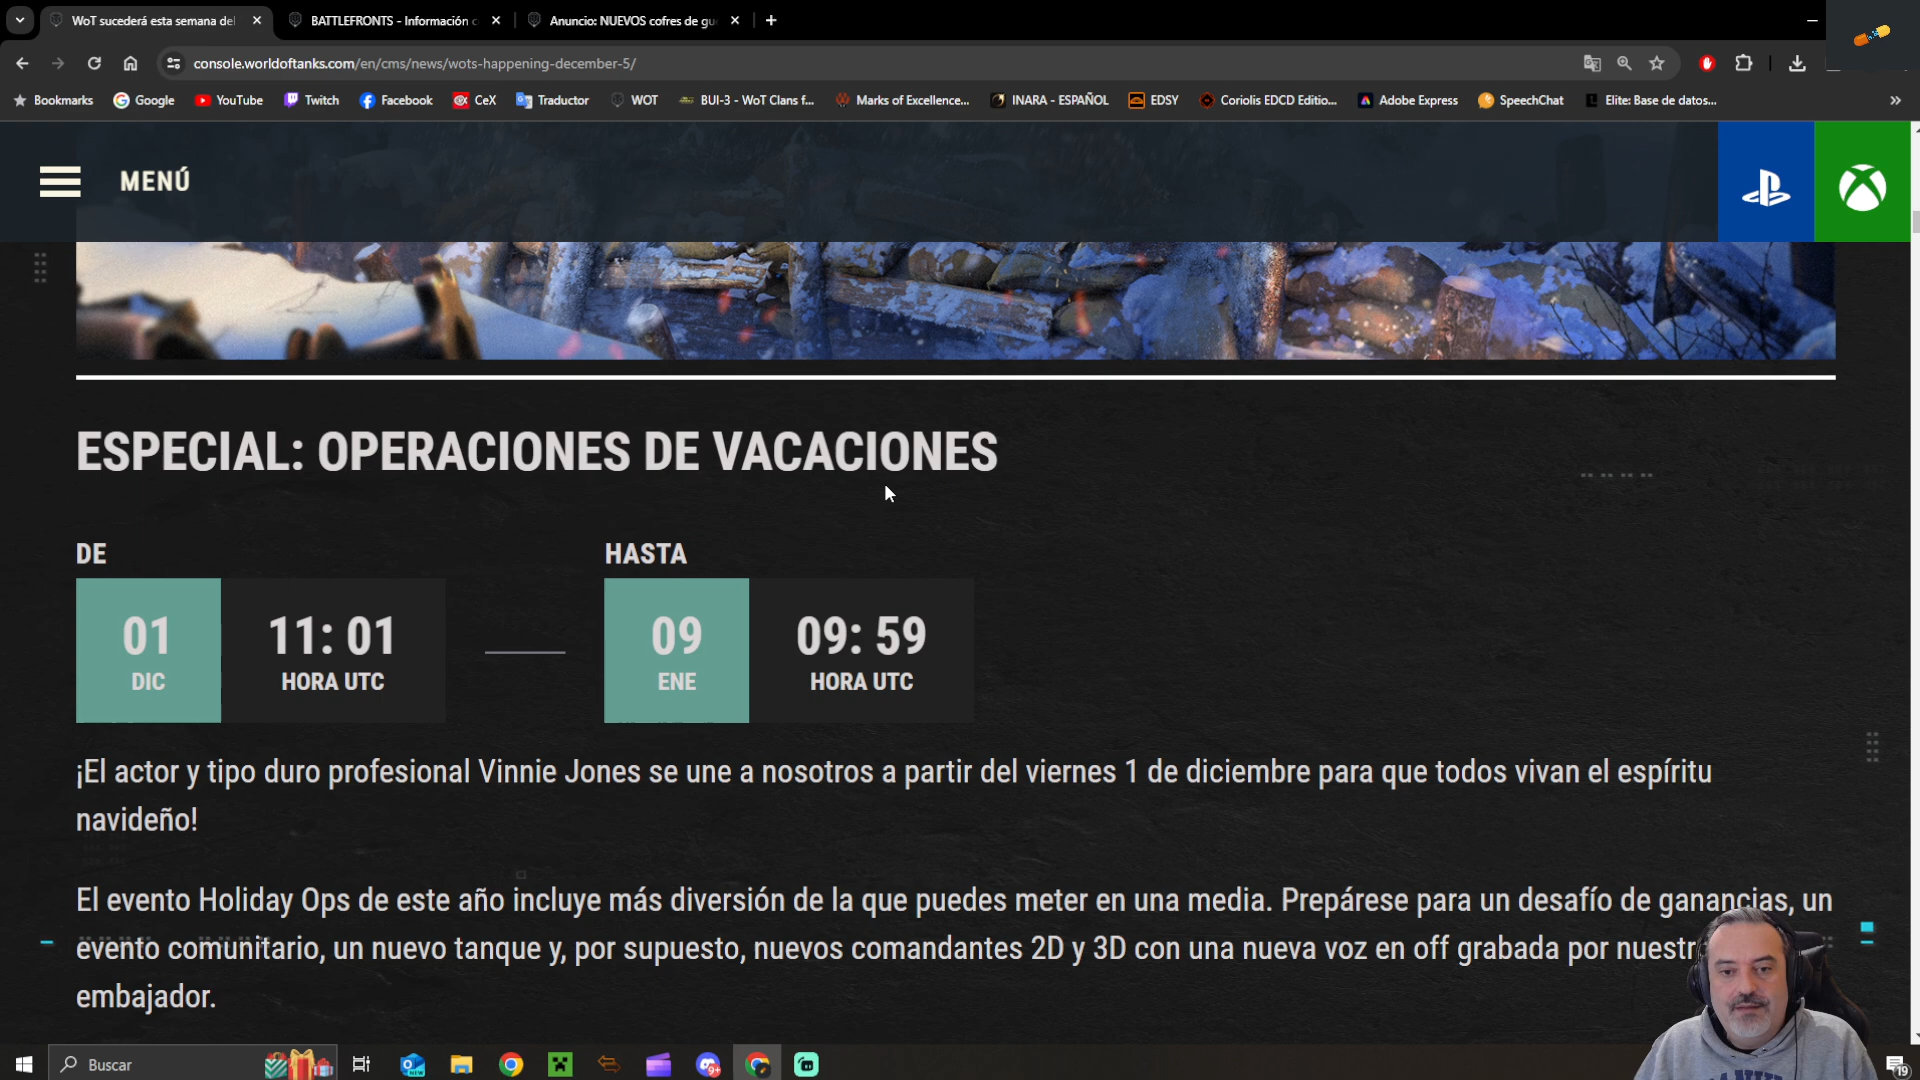 WoT sucederá esta semana del
BATTLEFRONTS - Información c
Anuncio: NUEVOS cofres de gu
console.worldoftanks.com/en/cms/news/wots-happening-december-5/
Bookmarks
Google
YouTube
Twitch
Facebook
CeX
Traductor
WOT
BUI-3 - WoT Clans f...
Marks of Excellence...
INARA - ESPAÑOL
EDSY
Coriolis EDCD Editio...
Adobe Express
SpeechChat
Elite: Base de datos...
MENÚ
ESPECIAL: OPERACIONES DE VACACIONES
DE
HASTA
01
DIC
11: 01
HORA UTC
09
ENE
09: 59
HORA UTC
¡El actor y tipo duro profesional Vinnie Jones se une a nosotros a partir del viernes 1 de diciembre para que todos vivan el espíritu
navideño!
El evento Holiday Ops de este año incluye más diversión de la que puedes meter en una media. Prepárese para un desafío de ganancias, un
evento comunitario, un nuevo tanque y, por supuesto, nuevos comandantes 2D y 3D con una nueva voz en off grabada por nuestr
embajador.
Buscar
NEW
9+
19